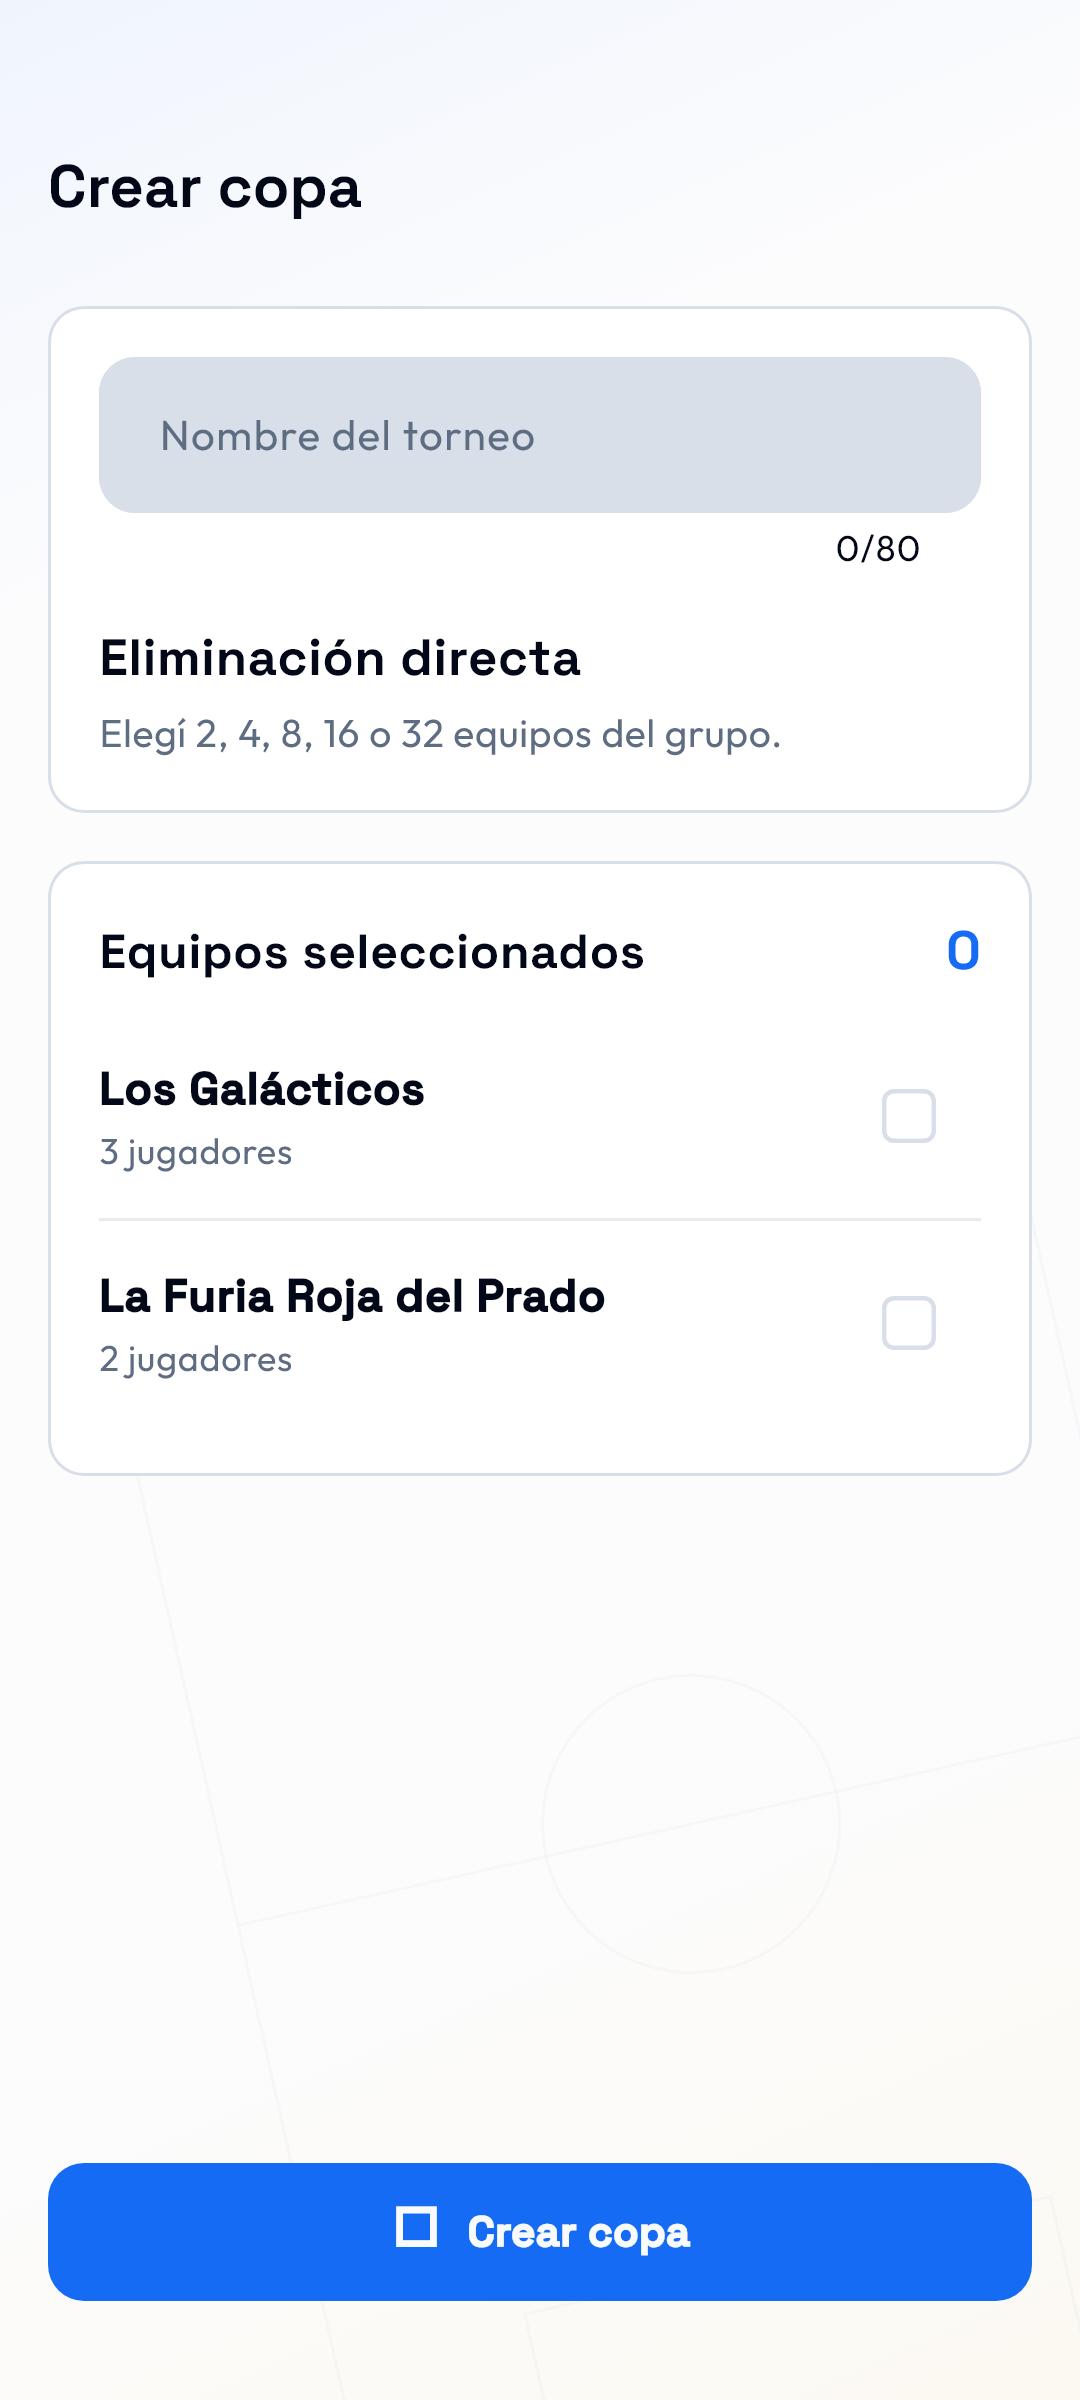 Crear copa
Nombre del torneo
0/80
Eliminación directa
Elegí 2, 4, 8, 16 o 32 equipos del grupo.
Equipos seleccionados
0
Los Galácticos
3 jugadores
La Furia Roja del Prado
2 jugadores
Crear copa